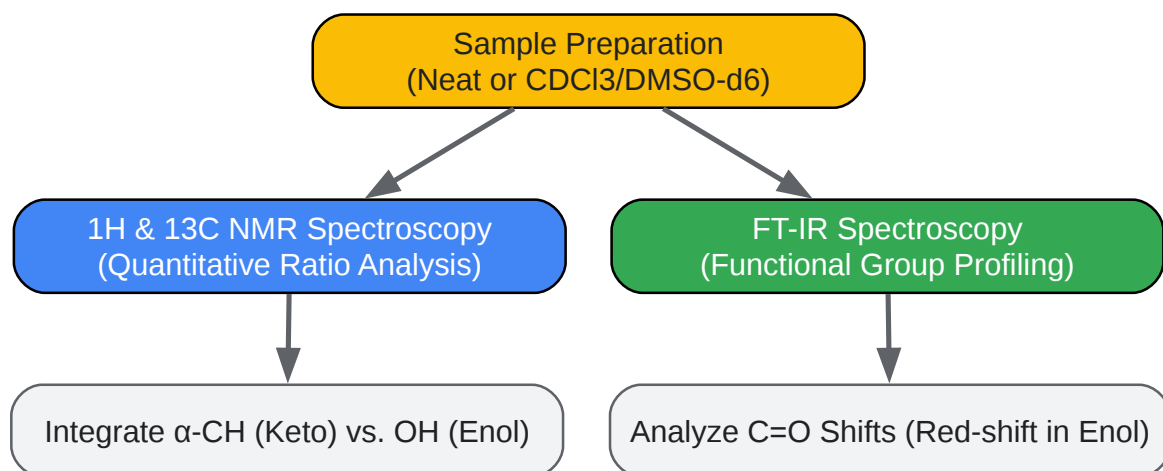 Sample Preparation
(Neat or CDCl3/DMSO-d6)
1H & 13C NMR Spectroscopy
(Quantitative Ratio Analysis)
FT-IR Spectroscopy
(Functional Group Profiling)
Integrate α-CH (Keto) vs. OH (Enol)
Analyze C=O Shifts (Red-shift in Enol)